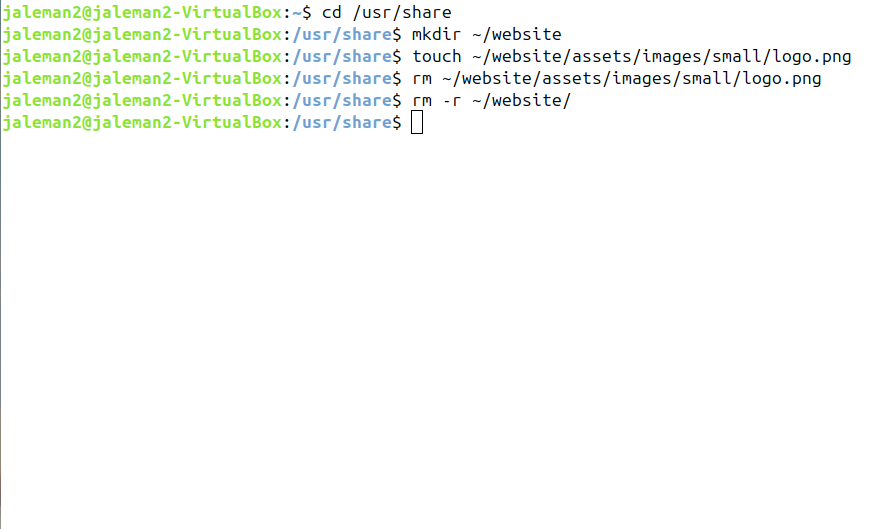 jaleman2@jaleman2-VirtualBox:~$ cd /usr/share
jaleman2@jaleman2-VirtualBox:/usr/share$ mkdir ~/website
jaleman2@jaleman2-VirtualBox:/usr/share$ touch ~/website/assets/images/small/logo.png
jaleman2@jaleman2-VirtualBox:/usr/share$ rm ~/website/assets/images/small/logo.png
jaleman2@jaleman2-VirtualBox:/usr/share$ rm -r ~/website/
jaleman2@jaleman2-VirtualBox:/usr/share$